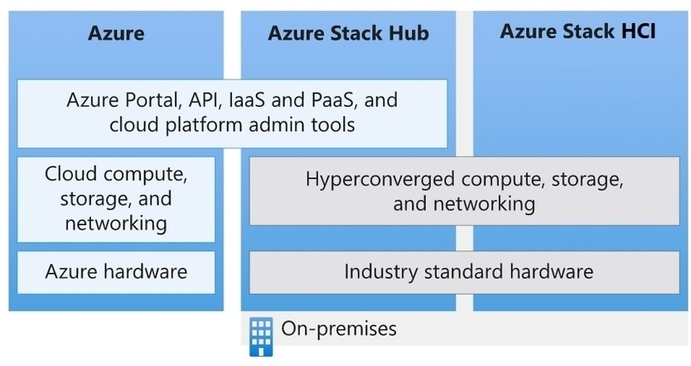 Azure
Azure Stack Hub
Azure Stack HCI
Azure Portal, API, IaaS and PaaS, and
cloud platform admin tools
Cloud compute,
storage, and
networking
Hyperconverged compute, storage,
and networking
Azure hardware
Industry standard hardware
On-premises